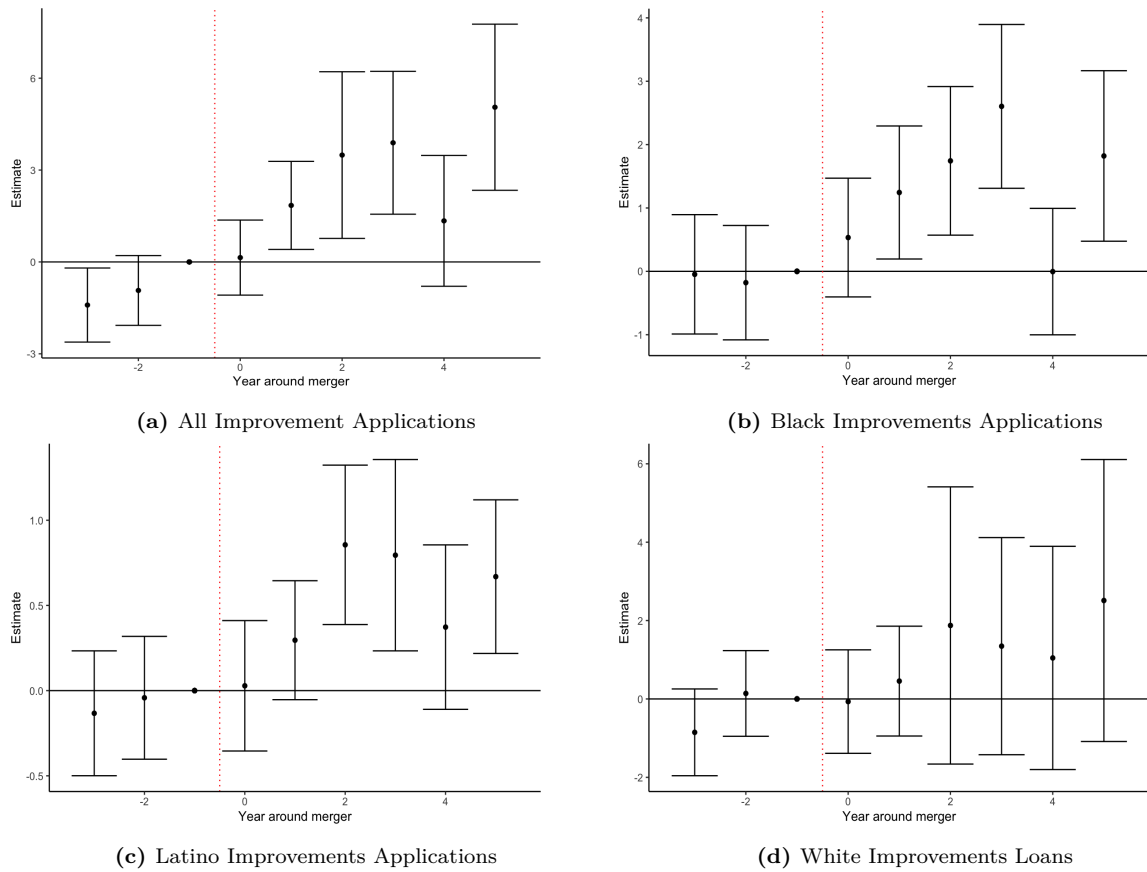 Estimate
6
3
0
-3
-2
0
2
4
Year around merger
(a) All Improvement Applications
Estimate
4
3
2
1
0
-1
-2
0
2
4
Year around merger
(b) Black Improvements Applications
Estimate
1.0
0.5
0.0
-0.5
-2
0
2
4
Year around merger
(c) Latino Improvements Applications
Estimate
6
4
2
0
-2
-2
0
2
4
Year around merger
(d) White Improvements Loans